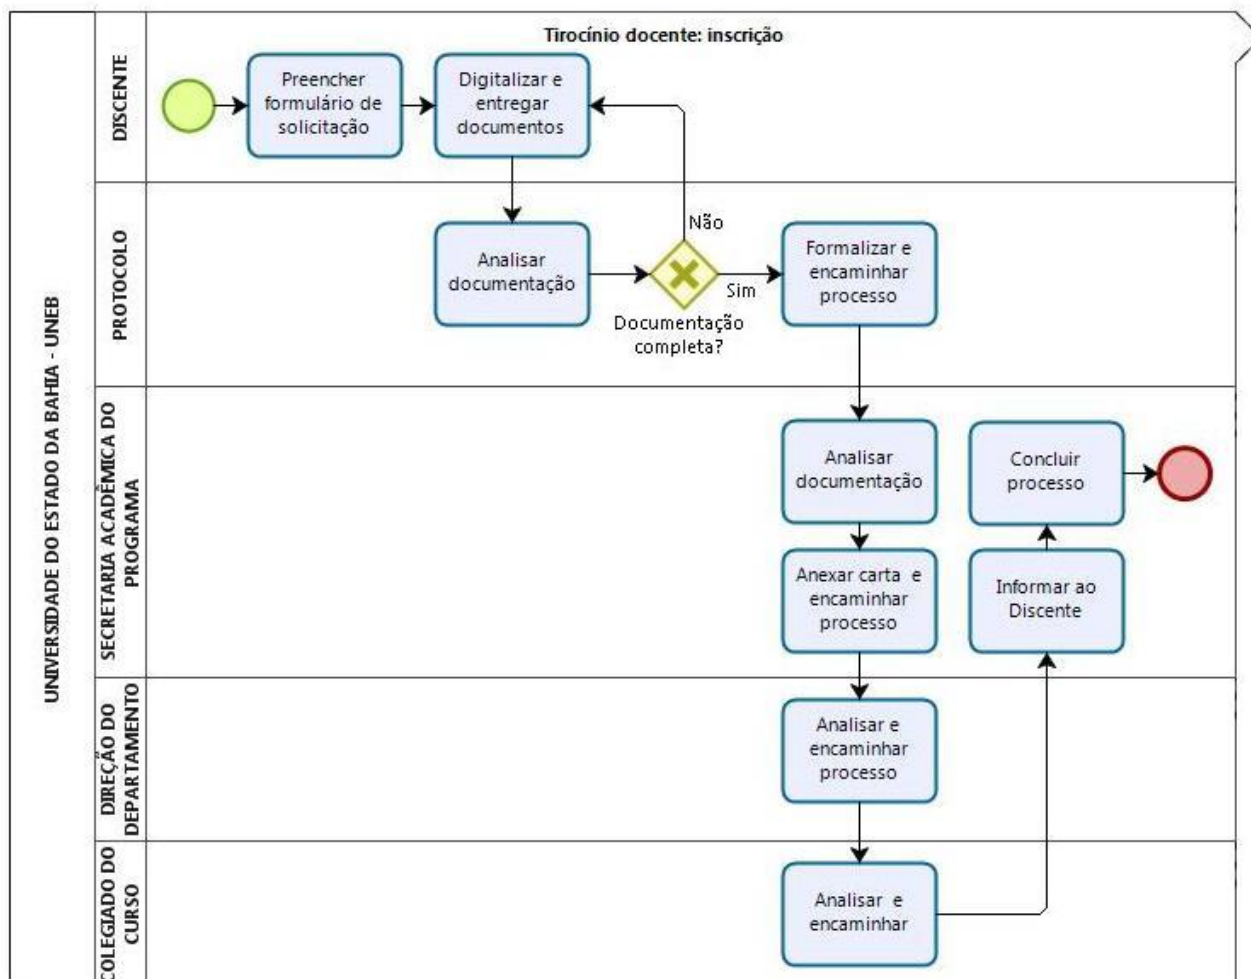 Tirocínio docente: inscrição
UNIVERSIDADE DO ESTADO DA BAHIA - UNEB
DISCENTE
Preencher
formulário de
solicitação
Digitalizar e
entregar
documentos
PROTOCOLO
Analisar
documentação
Não
Sim
Documentação
completa?
Formalizar e
encaminhar
processo
SECRETARIA ACADÊMICA DO
PROGRAMA
Analisar
documentação
Anexar carta e
encaminhar
processo
Concluir
processo
Informar ao
Discente
DIREÇÃO DO
DEPARTAMENTO
Analisar e
encaminhar
processo
COLEGIADO DO
CURSO
Analisar e
encaminhar